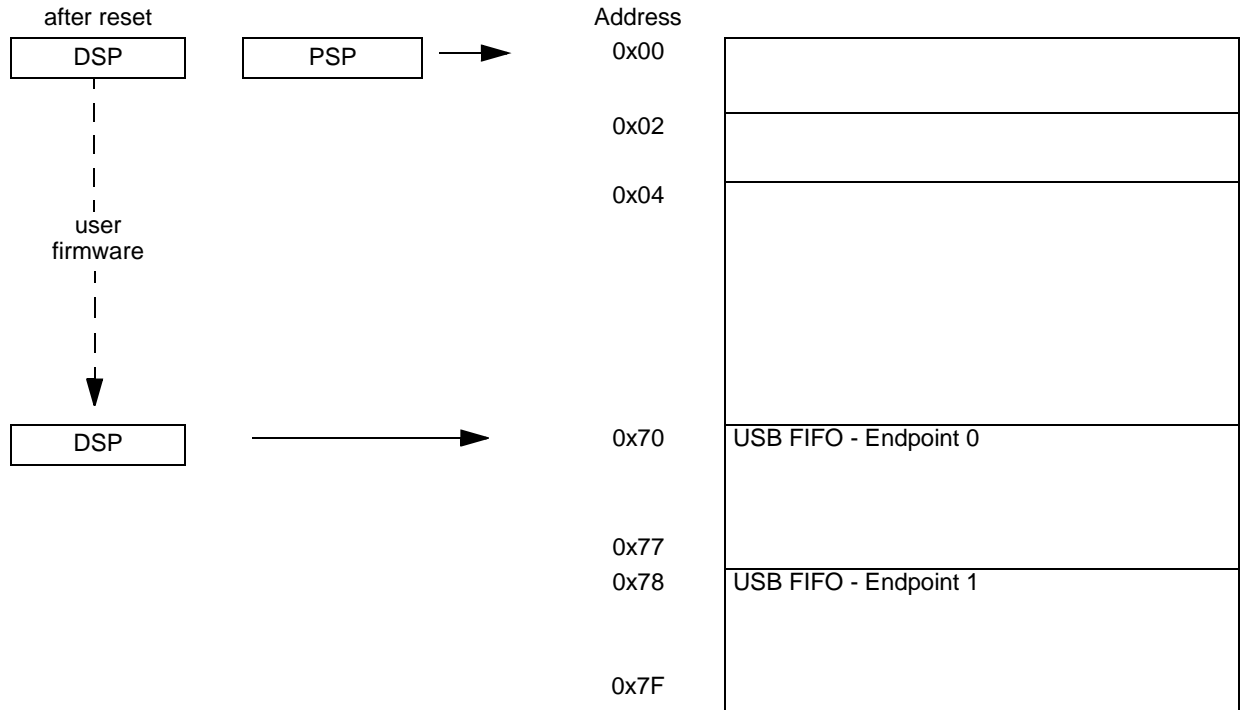 after reset
Address
DSP
PSP
0x00
0x02
0x04
user
firmware
DSP
0x70
USB FIFO - Endpoint 0
0x77
0x78
USB FIFO - Endpoint 1
0x7F